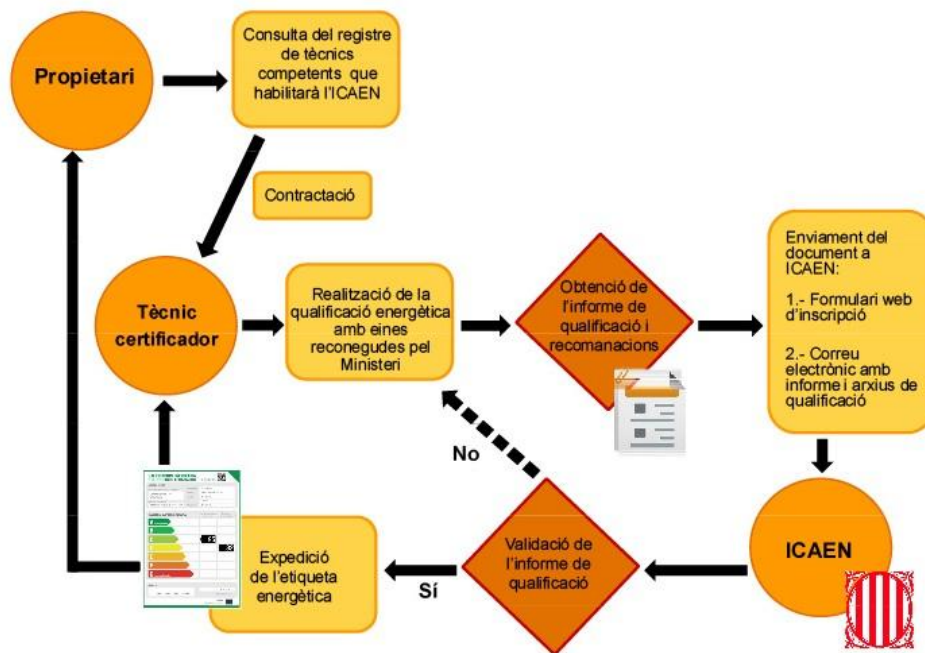 Propietari
Consulta del registre
de tècnics
competents que
habilitarà l'ICAEN
Contractació
Tècnic
certificador
Realització de la
qualificació energètica
amb eines
reconegudes pel
Ministeri
Obtenció de
l'informe de
qualificació i
recomanacions
Enviament del
document a
ICAEN:
1.- Formulari web
d'inscripció
2.- Correu
electrònic amb
informe i arxius de
qualificació
ICAEN
Validació de
l'informe de
qualificació
No
Sí
Expedició
de l'etiqueta
energètica